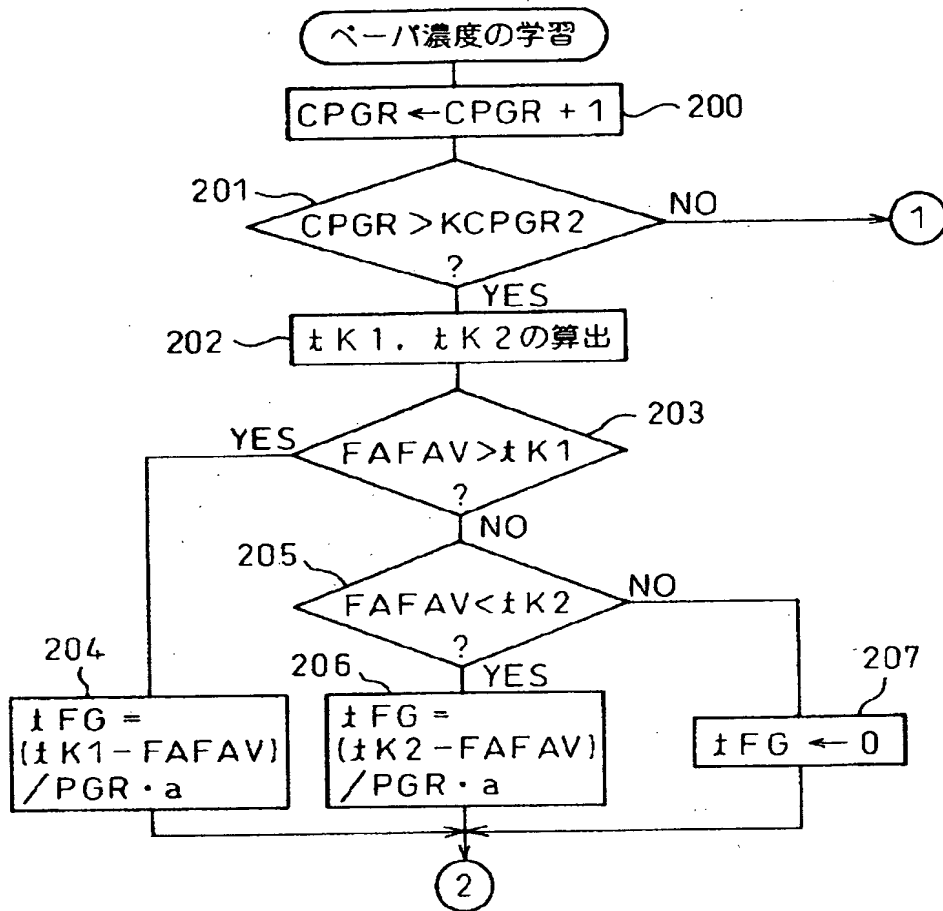 ベーパ濃度の学習
CPGR←CPGR+1
200
201
CPGR>KCPGR2
?
NO
1
YES
202
tK1. tK2の算出
203
YES
FAFAV>tK1
?
NO
205
FAFAV<tK2
?
NO
204
206
YES
207
tFG=
(tK1-FAFAV)
/PGR・a
tFG=
(tK2-FAFAV)
/PGR・a
tFG←0
2